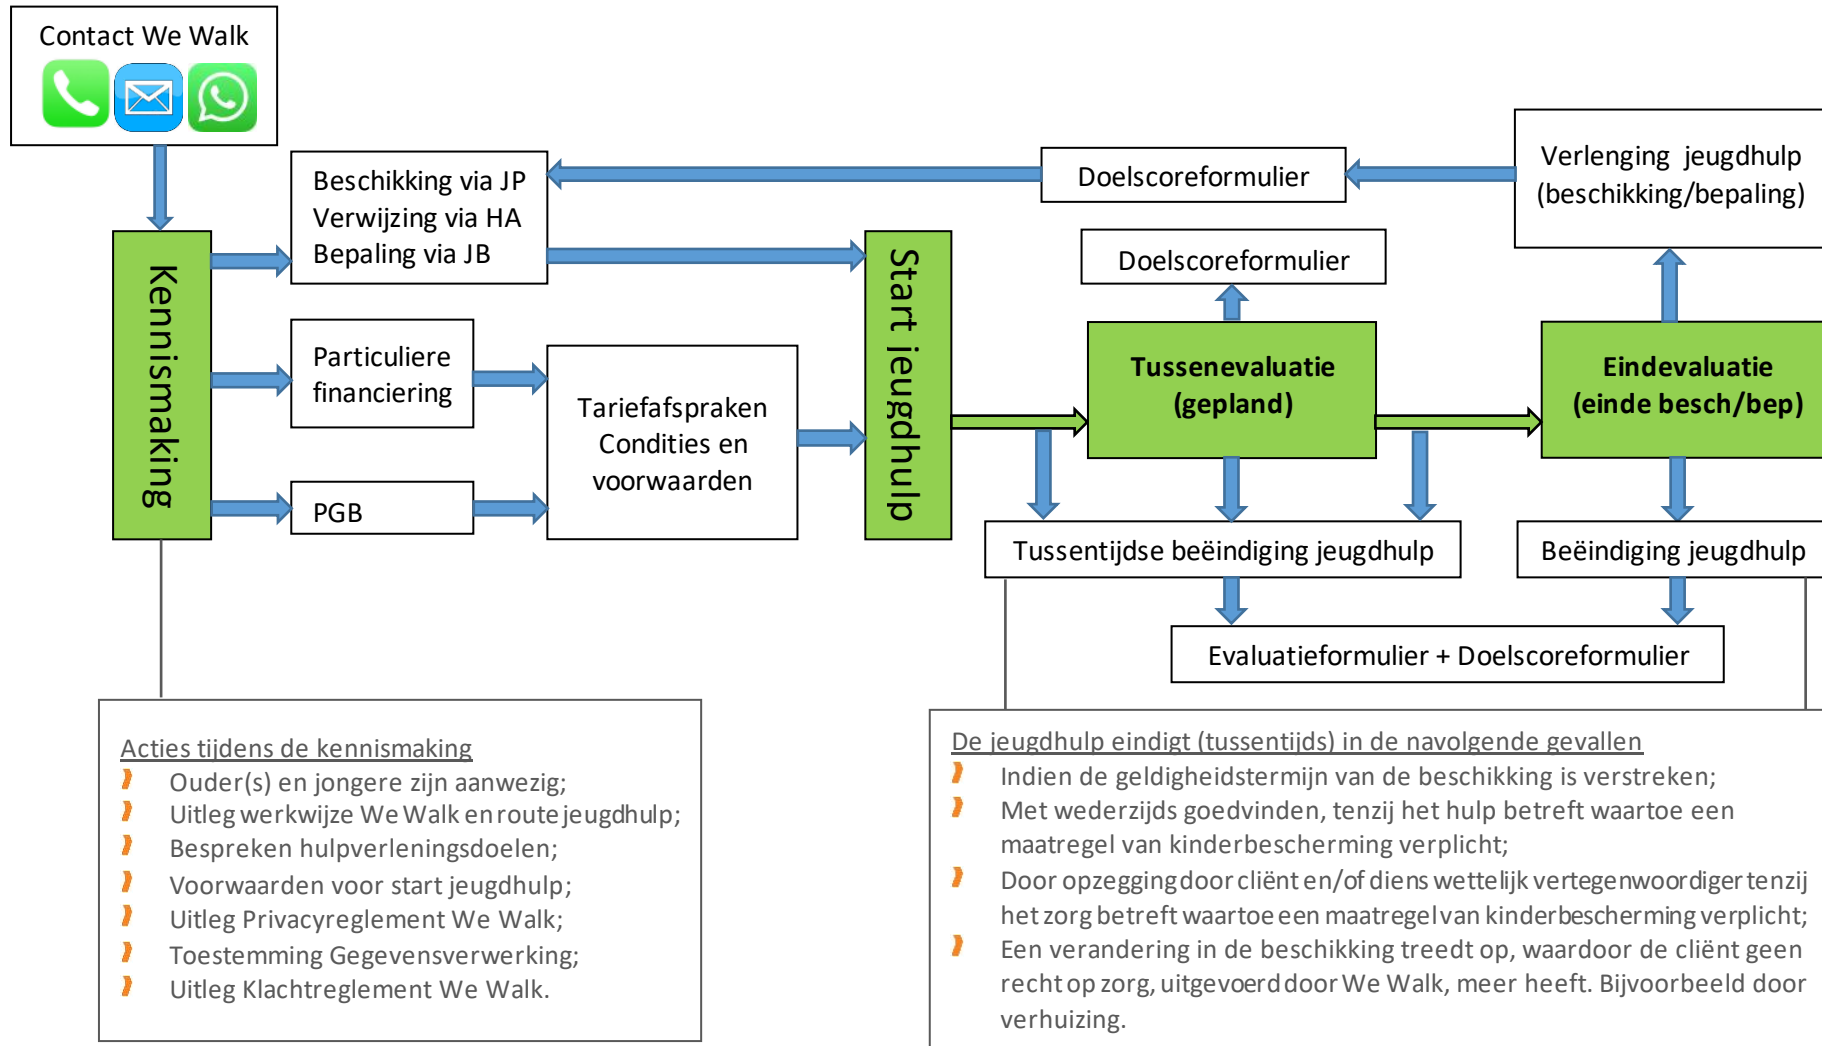 Contact We Walk
Beschikking via JP
Verwijzing via HA
Bepaling via JB
Doelscoreformulier
Verlenging jeugdhulp
(beschikking/bepaling)
Kennismaking
Particuliere
financiering
PGB
Tariefafspraken
Condities en
voorwaarden
Start jeugdhulp
Doelscoreformulier
Tussenevaluatie
(gepland)
Eindevaluatie
(einde besch/bep)
Tussentijdse beëindiging jeugdhulp
Beëindiging jeugdhulp
Evaluatieformulier + Doelscoreformulier
Acties tijdens de kennismaking
Ouder(s) en jongere zijn aanwezig;
Uitleg werkwijze We Walk en route jeugdhulp;
Bespreken hulpverleningsdoelen;
Voorwaarden voor start jeugdhulp;
Uitleg Privacyreglement We Walk;
Toestemming Gegevensverwerking;
Uitleg Klachtreglement We Walk.
De jeugdhulp eindigt (tussentijds) in de navolgende gevallen
Indien de geldigheidstermijn van de beschikking is verstreken;
Met wederzijds goedvinden, tenzij het hulp betreft waartoe een
maatregel van kinderbescherming verplicht;
Door opzegging door cliënt en/of diens wettelijk vertegenwoordiger tenzij
het zorg betreft waartoe een maatregel van kinderbescherming verplicht;
Een verandering in de beschikking treedt op, waardoor de cliënt geen
recht op zorg, uitgevoerd door We Walk, meer heeft. Bijvoorbeeld door
verhuizing.